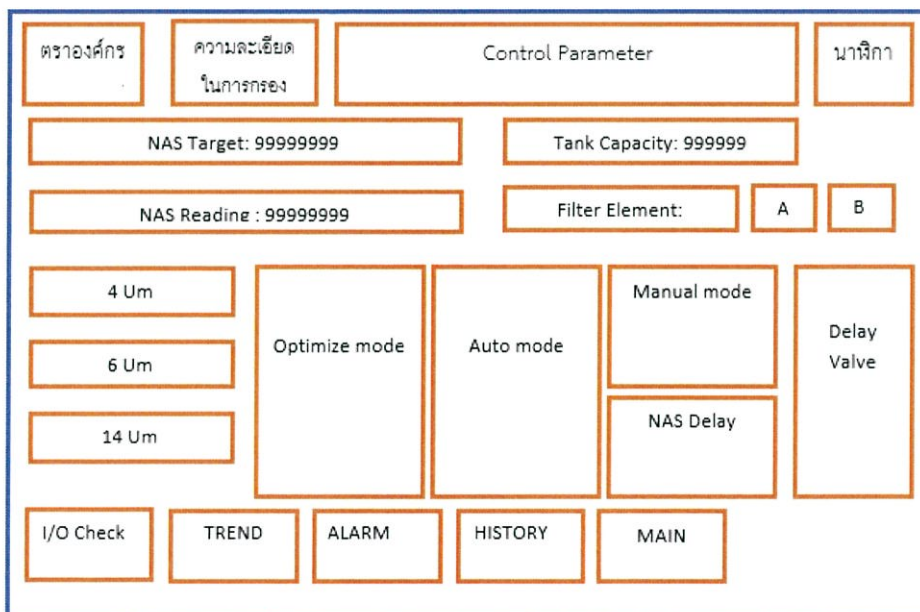 ตราองค์กร
ความละเอียด
ในการกรอง
Control Parameter
นาฬิกา
NAS Target: 99999999
Tank Capacity: 999999
NAS Reading : 99999999
Filter Element:
A
B
4 Um
6 Um
14 Um
Optimize mode
Auto mode
Manual mode
NAS Delay
Delay
Valve
I/O Check
TREND
ALARM
HISTORY
MAIN